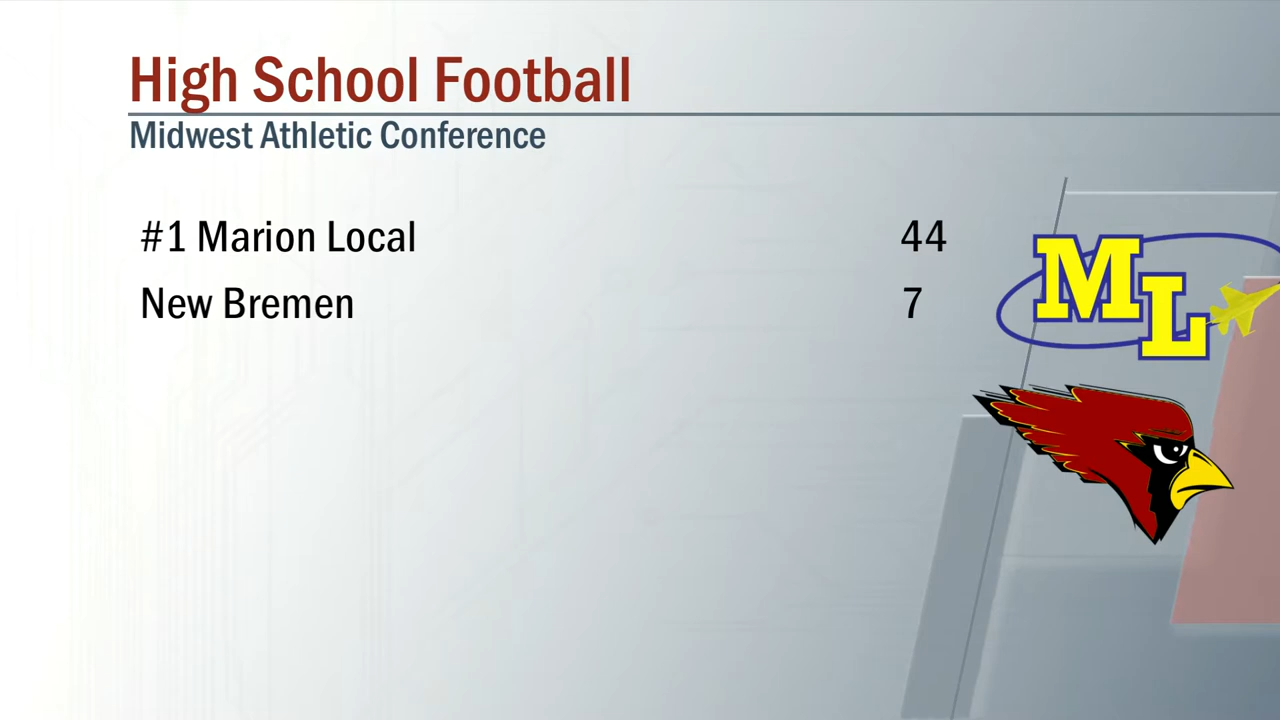 High School Football
Midwest Athletic Conference
#1 Marion Local 44
New Bremen 7
ML